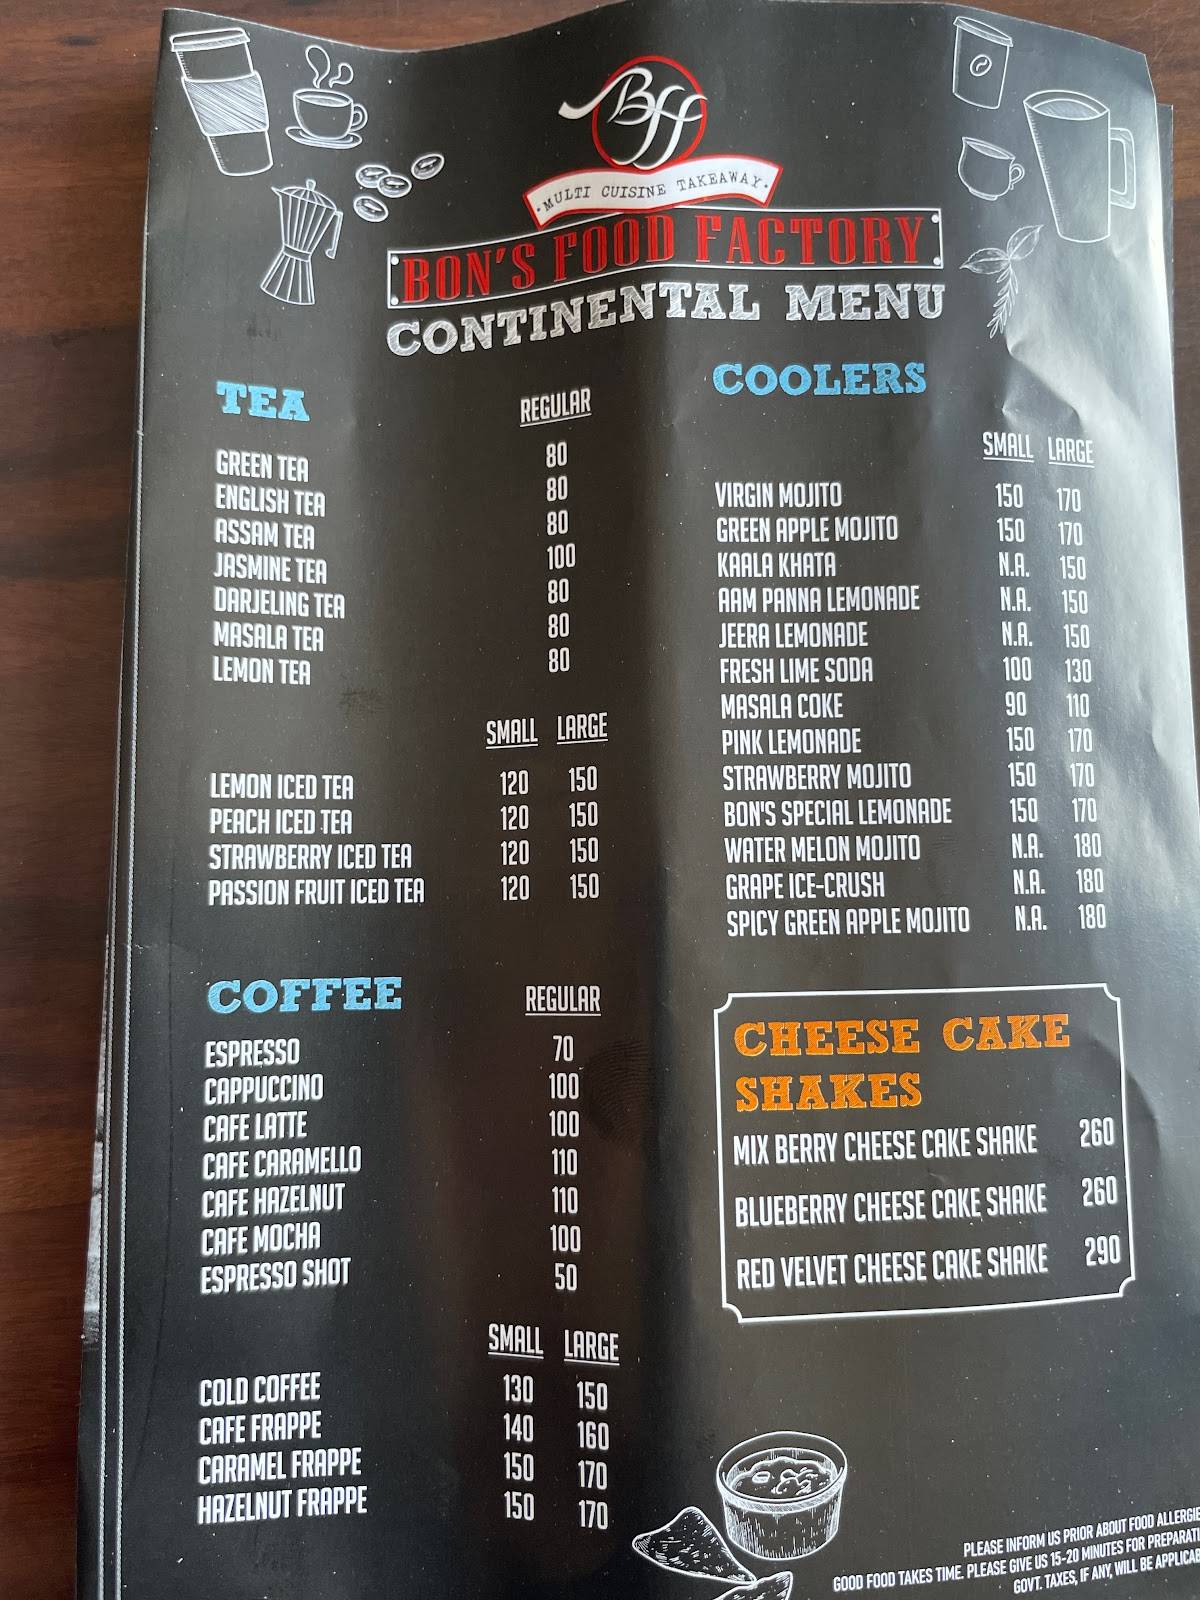 BFF
·MULTI CUISINE TAKEAWAY·
BON'S FOOD FACTORY
CONTINENTAL MENU
TEA
REGULAR
GREEN TEA 80
ENGLISH TEA 80
ASSAM TEA 80
JASMINE TEA 100
DARJELING TEA 80
MASALA TEA 80
LEMON TEA 80
SMALL LARGE
LEMON ICED TEA 120 150
PEACH ICED TEA 120 150
STRAWBERRY ICED TEA 120 150
PASSION FRUIT ICED TEA 120 150
COFFEE
REGULAR
ESPRESSO 70
CAPPUCCINO 100
CAFE LATTE 100
CAFE CARAMELLO 110
CAFE HAZELNUT 110
CAFE MOCHA 100
ESPRESSO SHOT 50
SMALL LARGE
COLD COFFEE 130 150
CAFE FRAPPE 140 160
CARAMEL FRAPPE 150 170
HAZELNUT FRAPPE 150 170
COOLERS
SMALL LARGE
VIRGIN MOJITO 150 170
GREEN APPLE MOJITO 150 170
KAALA KHATA N.A. 150
AAM PANNA LEMONADE N.A. 150
JEERA LEMONADE N.A. 150
FRESH LIME SODA 100 130
MASALA COKE 90 110
PINK LEMONADE 150 170
STRAWBERRY MOJITO 150 170
BON'S SPECIAL LEMONADE 150 170
WATER MELON MOJITO N.A. 180
GRAPE ICE-CRUSH N.A. 180
SPICY GREEN APPLE MOJITO N.A. 180
CHEESE CAKE
SHAKES
MIX BERRY CHEESE CAKE SHAKE 260
BLUEBERRY CHEESE CAKE SHAKE 260
RED VELVET CHEESE CAKE SHAKE 290
PLEASE INFORM US PRIOR ABOUT FOOD ALLERGIE
GOOD FOOD TAKES TIME. PLEASE GIVE US 15-20 MINUTES FOR PREPARATI
GOVT. TAXES, IF ANY, WILL BE APPLICAB